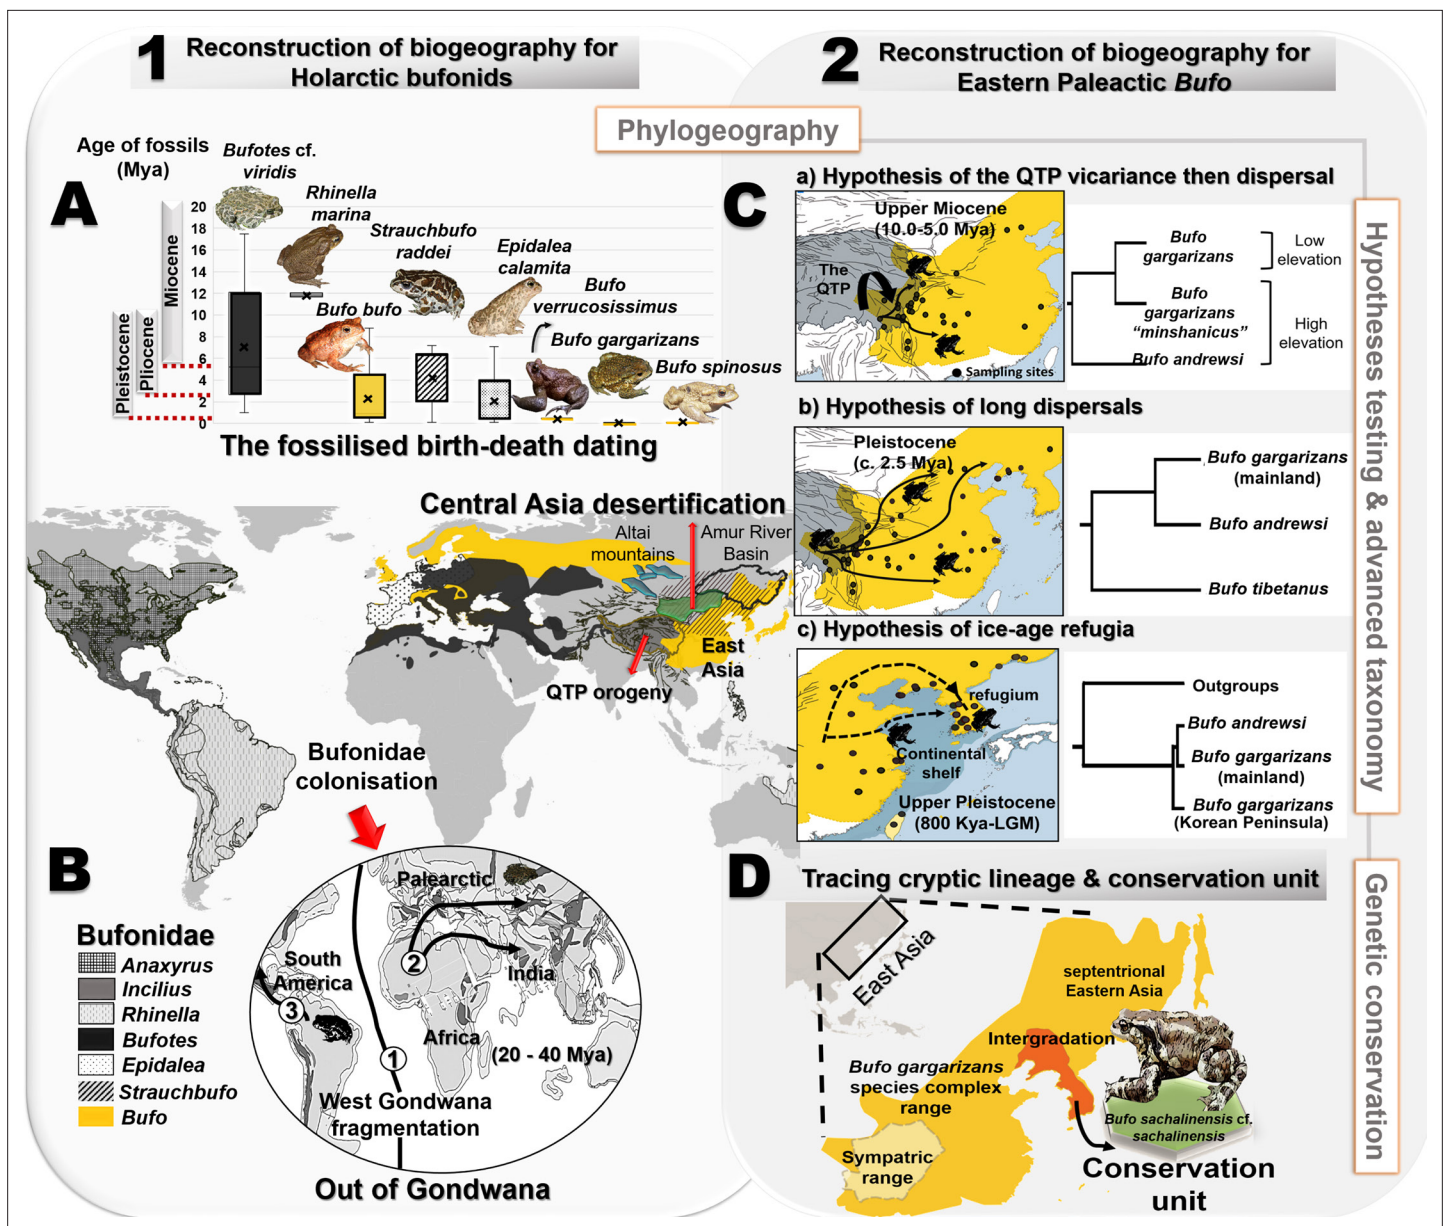 1 Reconstruction of biogeography for
Holarctic bufonids
2 Reconstruction of biogeography for
Eastern Paleactic Bufo
Phylogeography
A
Age of fossils
(Mya)
Bufotes cf.
viridis
Rhinella
marina
Strauchbufo
raddei
Epidalea
calamita
Bufo
verrucosissimus
Bufo bufo
Bufo gargarizans
Bufo spinosus
Miocene
Pliocene
Pleistocene
20
18
16
14
12
10
8
6
4
2
0
The fossilised birth-death dating
Central Asia desertification
Altai
mountains
Amur River
Basin
East
Asia
QTP orogeny
Bufonidae
colonisation
B
Bufonidae
Anaxyrus
Incilius
Rhinella
Bufotes
Epidalea
Strauchbufo
Bufo
Palearctic
2
India
South
America
3
Africa
1
(20 - 40 Mya)
West Gondwana
fragmentation
Out of Gondwana
C
a) Hypothesis of the QTP vicariance then dispersal
Upper Miocene
(10.0-5.0 Mya)
The
QTP
Sampling sites
Bufo
gargarizans
Low
elevation
Bufo
gargarizans
“minshanicus”
High
elevation
Bufo andrewsi
b) Hypothesis of long dispersals
Pleistocene
(c. 2.5 Mya)
Bufo gargarizans
(mainland)
Bufo andrewsi
Bufo tibetanus
c) Hypothesis of ice-age refugia
refugium
Continental
shelf
Upper Pleistocene
(800 Kya-LGM)
Outgroups
Bufo andrewsi
Bufo gargarizans
(mainland)
Bufo gargarizans
(Korean Peninsula)
Hypotheses testing & advanced taxonomy
D
Tracing cryptic lineage & conservation unit
East Asia
septentrional
Eastern Asia
Intergradation
Bufo gargarizans
species complex
range
Sympatric
range
Bufo sachalinensis cf.
sachalinensis
Conservation
unit
Genetic conservation